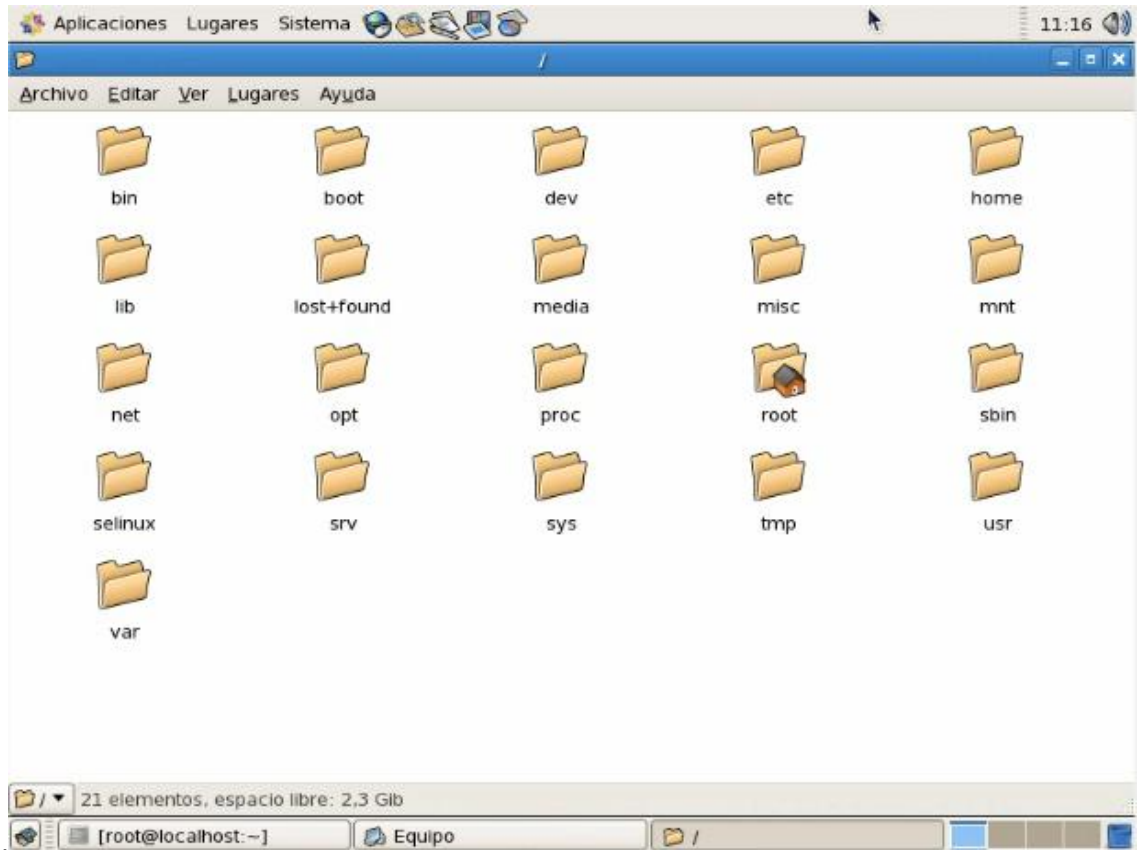 Aplicaciones Lugares Sistema 11:16
/
Archivo Editar Ver Lugares Ayuda
bin boot dev etc home
lib lost+found media misc mnt
net opt proc root sbin
selinux srv sys tmp usr
var
/ 21 elementos, espacio libre: 2,3 Gib
[root@localhost:~] Equipo /